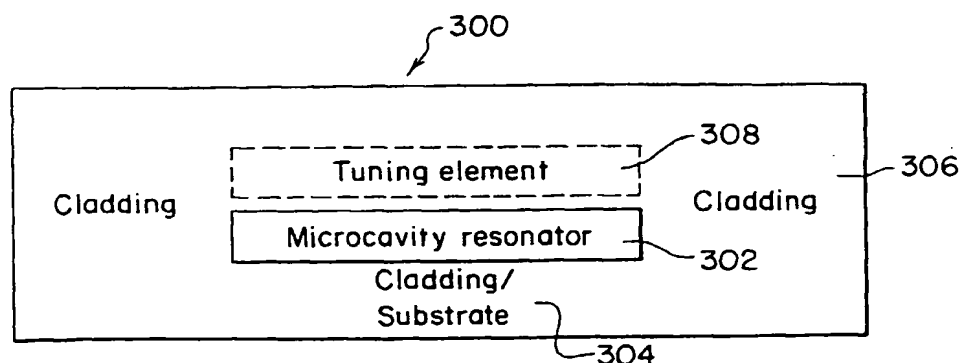 300
308
Tuning element
306
Cladding
Cladding
Microcavity resonator
302
Cladding/
Substrate
304